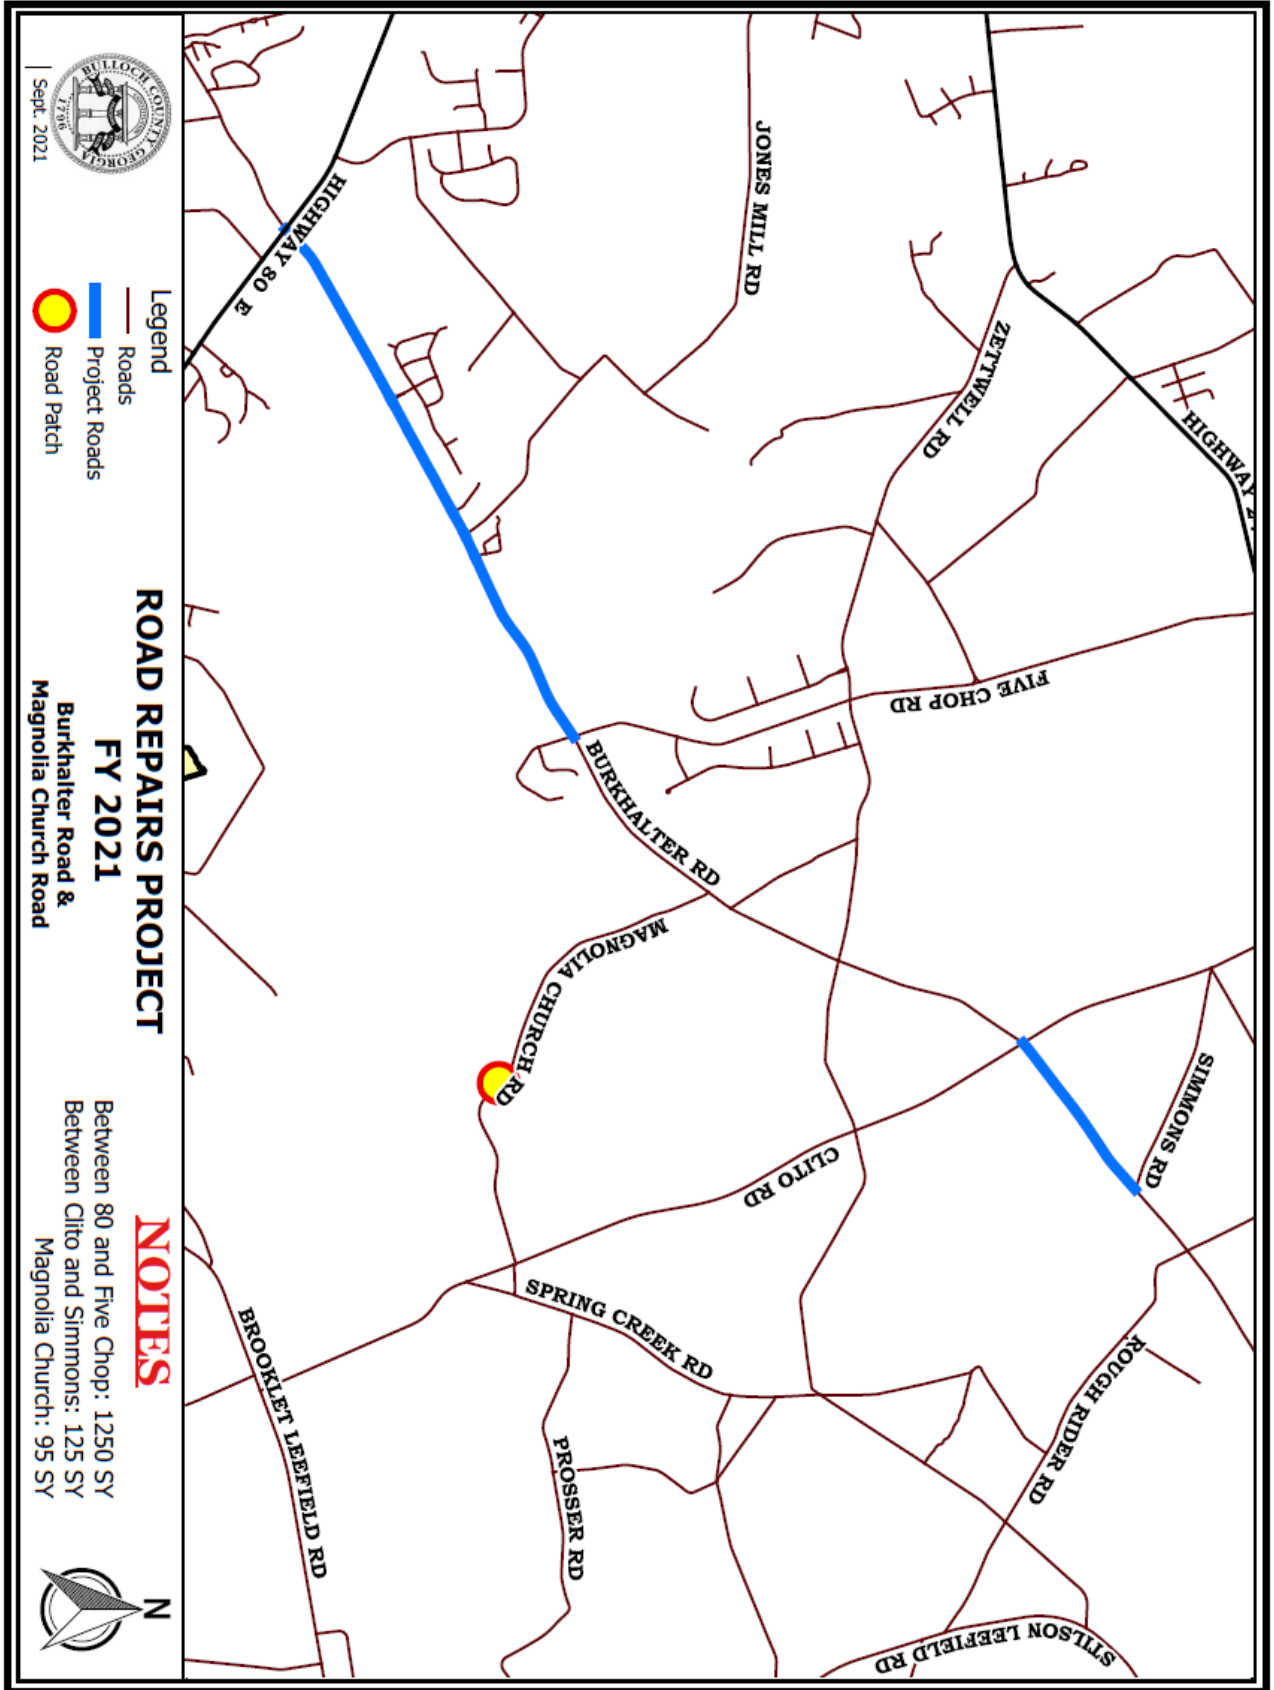 HIGHWAY
JONES MILL RD
ZETTWELL RD
HIGHWAY 80 E
FIVE CHOP RD
BURKHALTER RD
SIMMONS RD
MAGNOLIA CHURCH RD
CLITO RD
ROUGH RIDER RD
SPRING CREEK RD
STILSON LEEFIELD RD
PROSSER RD
BROOKLET LEEFIELD RD
BULLOCH COUNTY GEORGIA
1796
Sept. 2021
Legend
Roads
Project Roads
Road Patch
ROAD REPAIRS PROJECT
FY 2021
Burkhalter Road &
Magnolia Church Road
NOTES
Between 80 and Five Chop: 1250 SY
Between Clito and Simmons: 125 SY
Magnolia Church: 95 SY
N